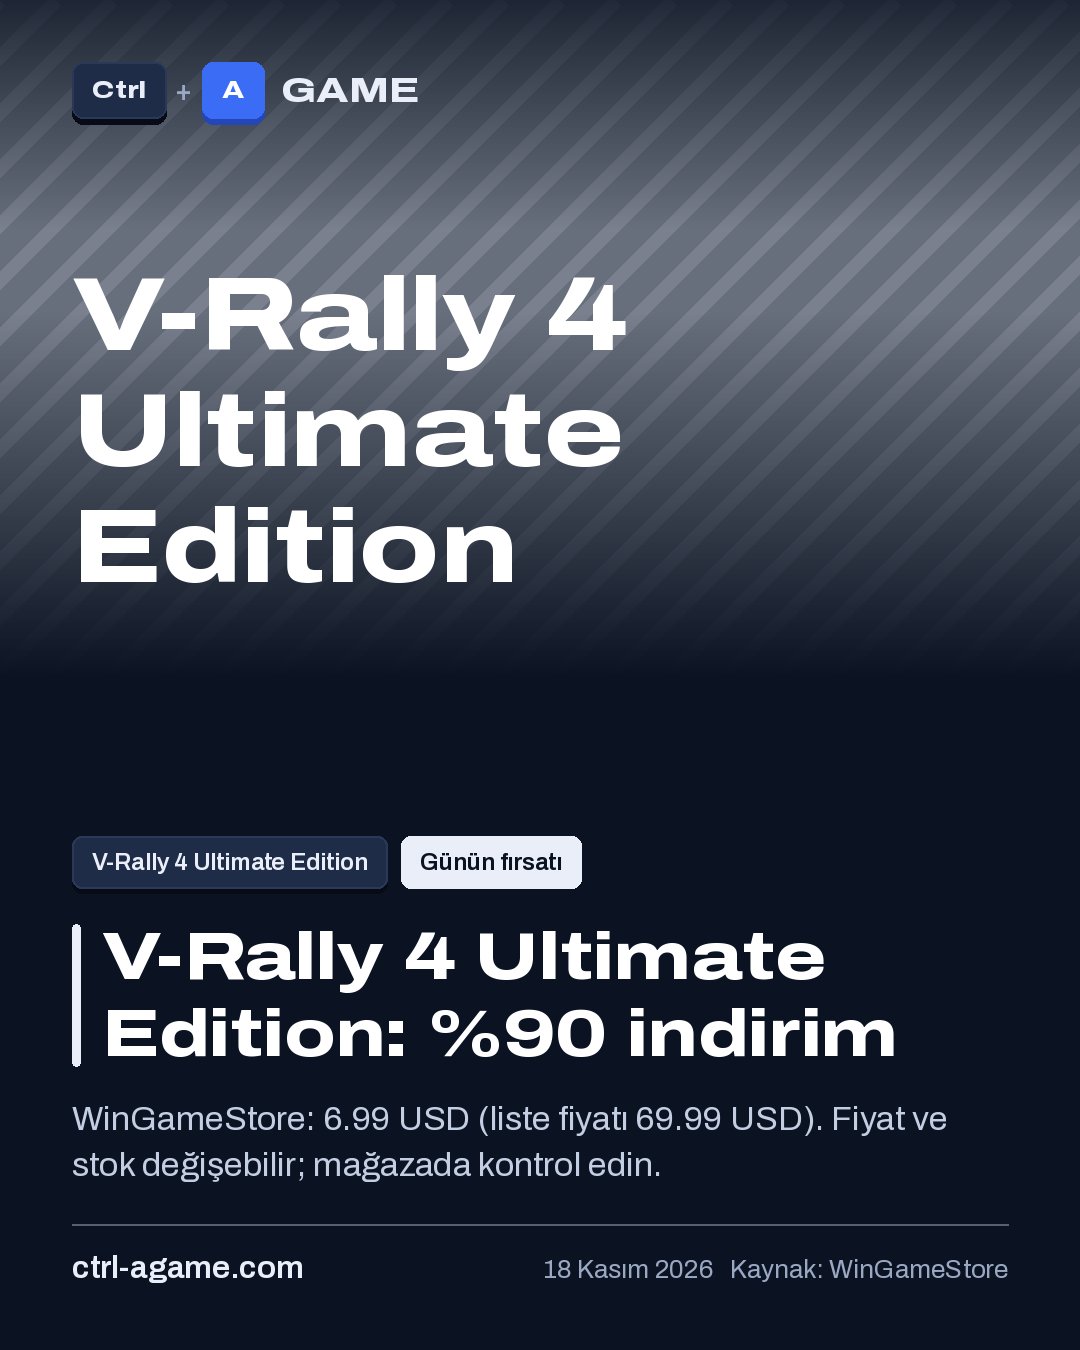 Ctrl + A GAME
V-Rally 4
Ultimate
Edition
V-Rally 4 Ultimate Edition Günün fırsatı
V-Rally 4 Ultimate
Edition: %90 indirim
WinGameStore: 6.99 USD (liste fiyatı 69.99 USD). Fiyat ve
stok değişebilir; mağazada kontrol edin.
ctrl-agame.com 18 Kasım 2026 Kaynak: WinGameStore